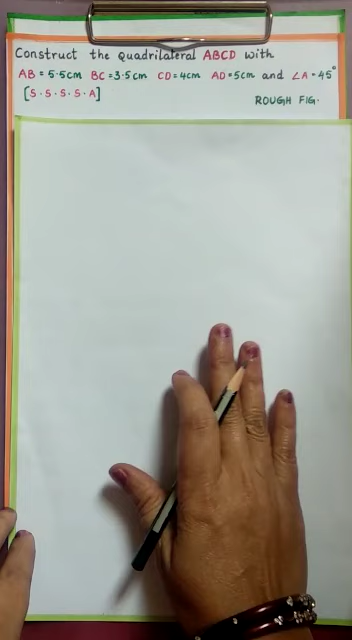 Construct the quadrilateral ABCD with
AB = 5.5cm BC = 3.5cm CD = 4cm AD = 5cm and ∠A = 45°
[S.S.S.S.A]
ROUGH FIG.